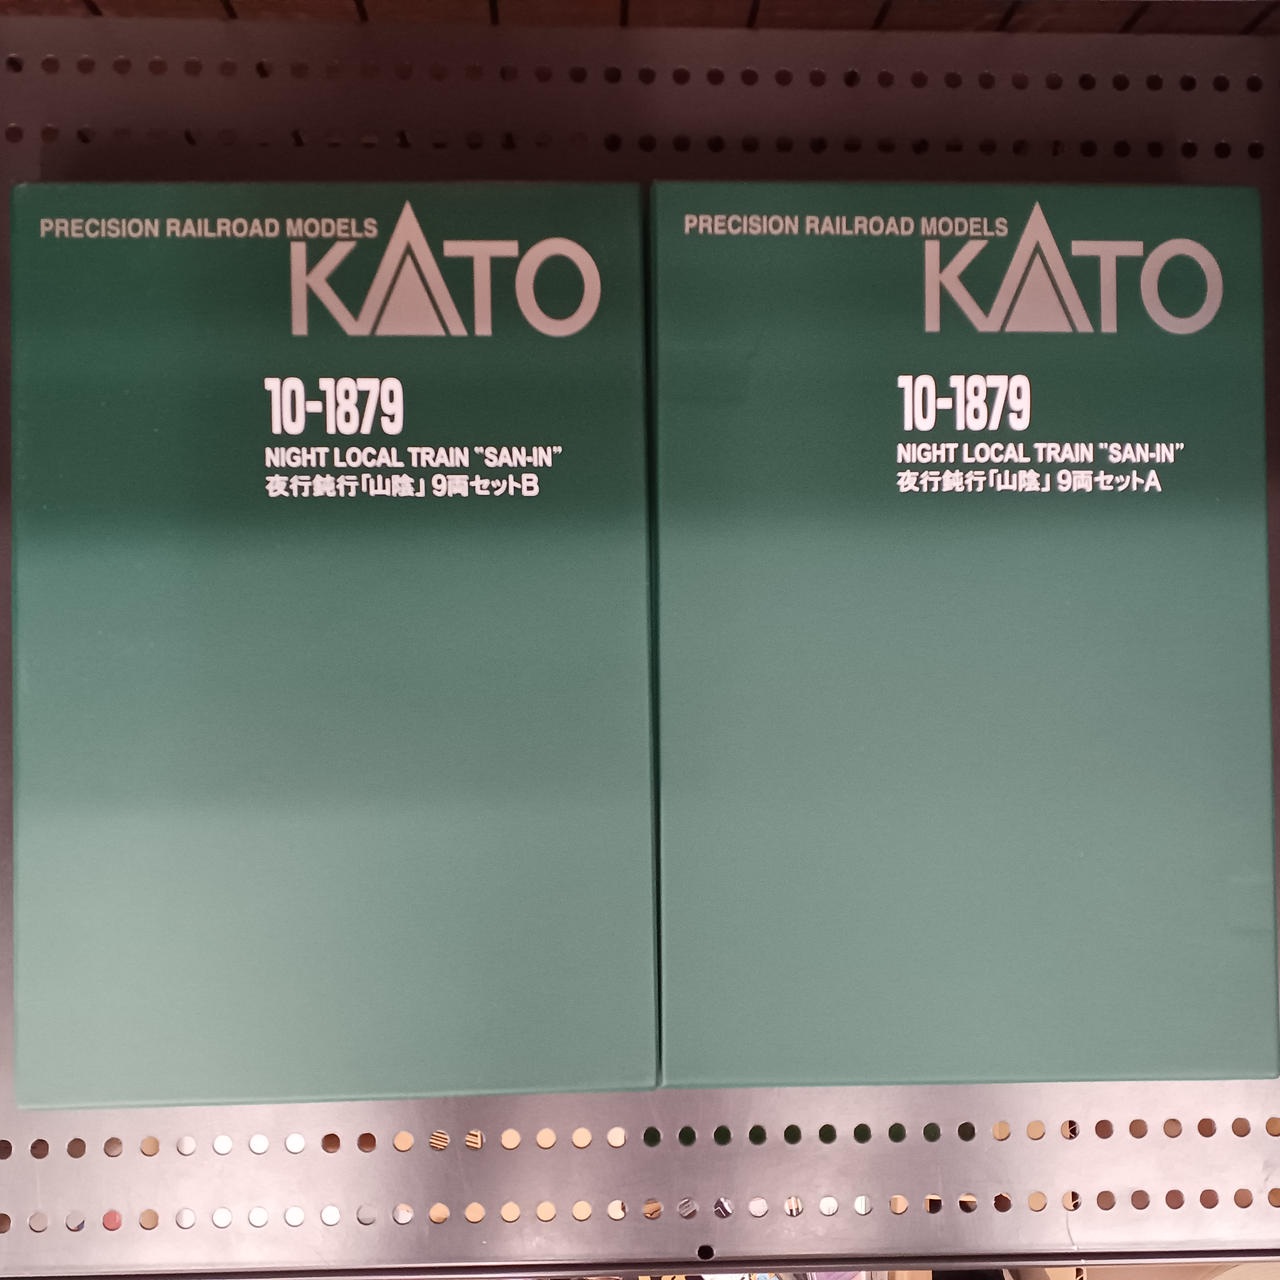 PRECISION RAILROAD MODELS
KATO
10-1879
NIGHT LOCAL TRAIN "SAN-IN"
夜行鈍行「山陰」9両セットB
PRECISION RAILROAD MODELS
KATO
10-1879
NIGHT LOCAL TRAIN "SAN-IN"
夜行鈍行「山陰」9両セットA